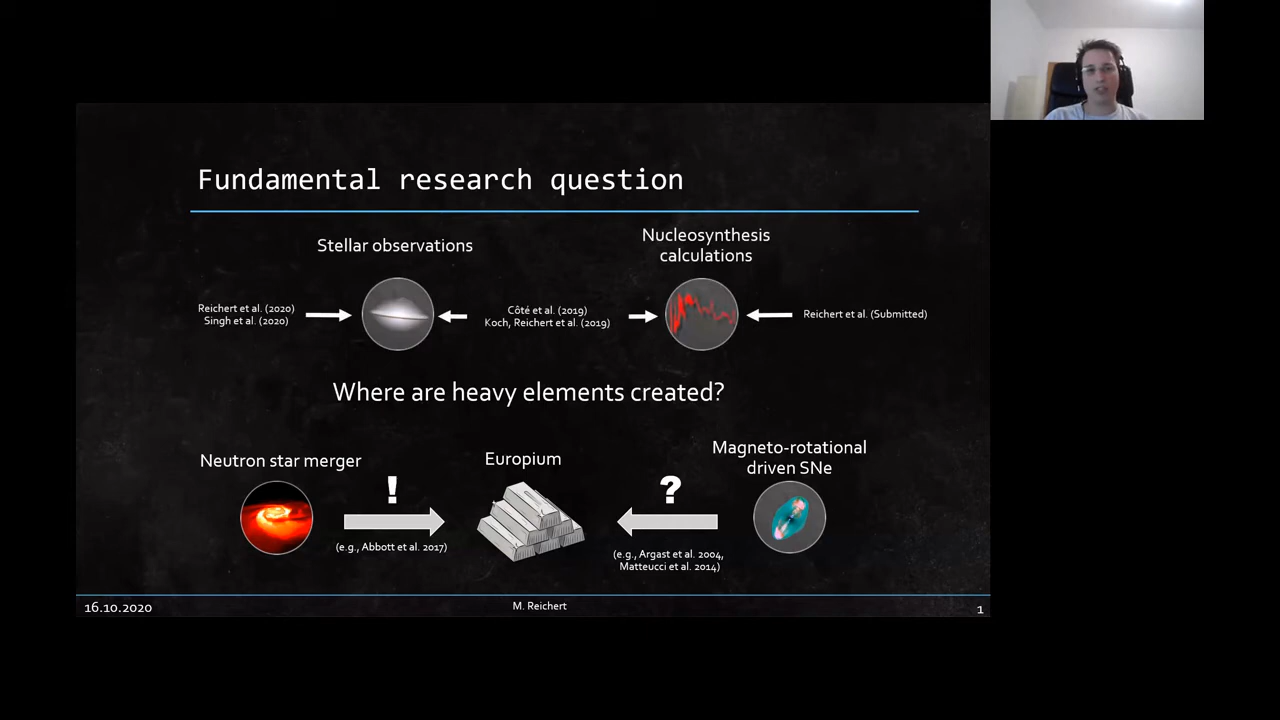 Fundamental research question
Stellar observations
Nucleosynthesis
calculations
Reichert et al. (2020)
Singh et al. (2020)
Côté et al. (2019)
Koch, Reichert et al. (2019)
Reichert et al. (Submitted)
Where are heavy elements created?
Neutron star merger
Europium
Magneto-rotational
driven SNe
!
?
(e.g., Abbott et al. 2017)
(e.g., Argast et al. 2004,
Matteucci et al. 2014)
16.10.2020
M. Reichert
1